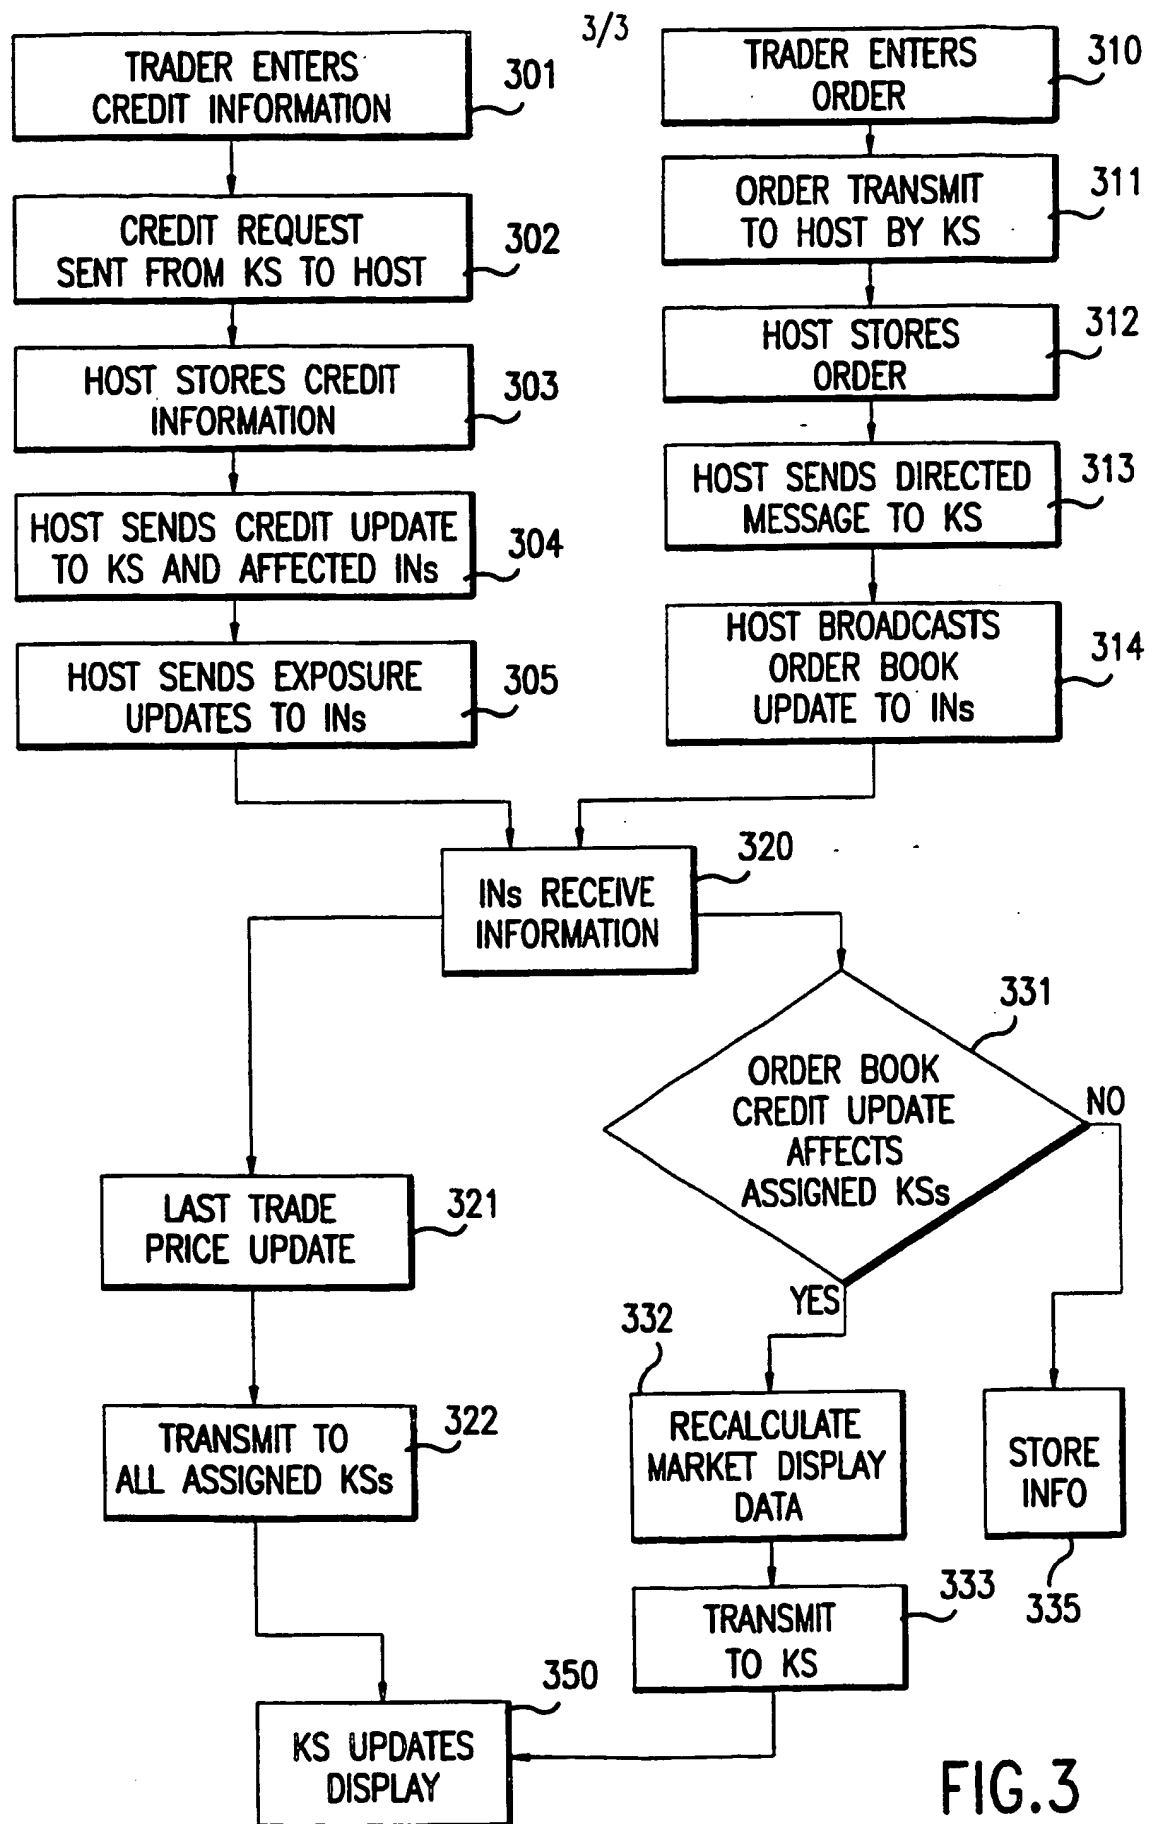 3/3
TRADER ENTERS
CREDIT INFORMATION
301
CREDIT REQUEST
SENT FROM KS TO HOST
302
HOST STORES CREDIT
INFORMATION
303
HOST SENDS CREDIT UPDATE
TO KS AND AFFECTED INs
304
HOST SENDS EXPOSURE
UPDATES TO INs
305
TRADER ENTERS
ORDER
310
ORDER TRANSMIT
TO HOST BY KS
311
HOST STORES
ORDER
312
HOST SENDS DIRECTED
MESSAGE TO KS
313
HOST BROADCASTS
ORDER BOOK
UPDATE TO INs
314
INs RECEIVE
INFORMATION
320
LAST TRADE
PRICE UPDATE
321
TRANSMIT TO
ALL ASSIGNED KSs
322
ORDER BOOK
CREDIT UPDATE
AFFECTS
ASSIGNED KSs
331
NO
YES
332
RECALCULATE
MARKET DISPLAY
DATA
STORE
INFO
335
TRANSMIT
TO KS
333
KS UPDATES
DISPLAY
350
FIG.3